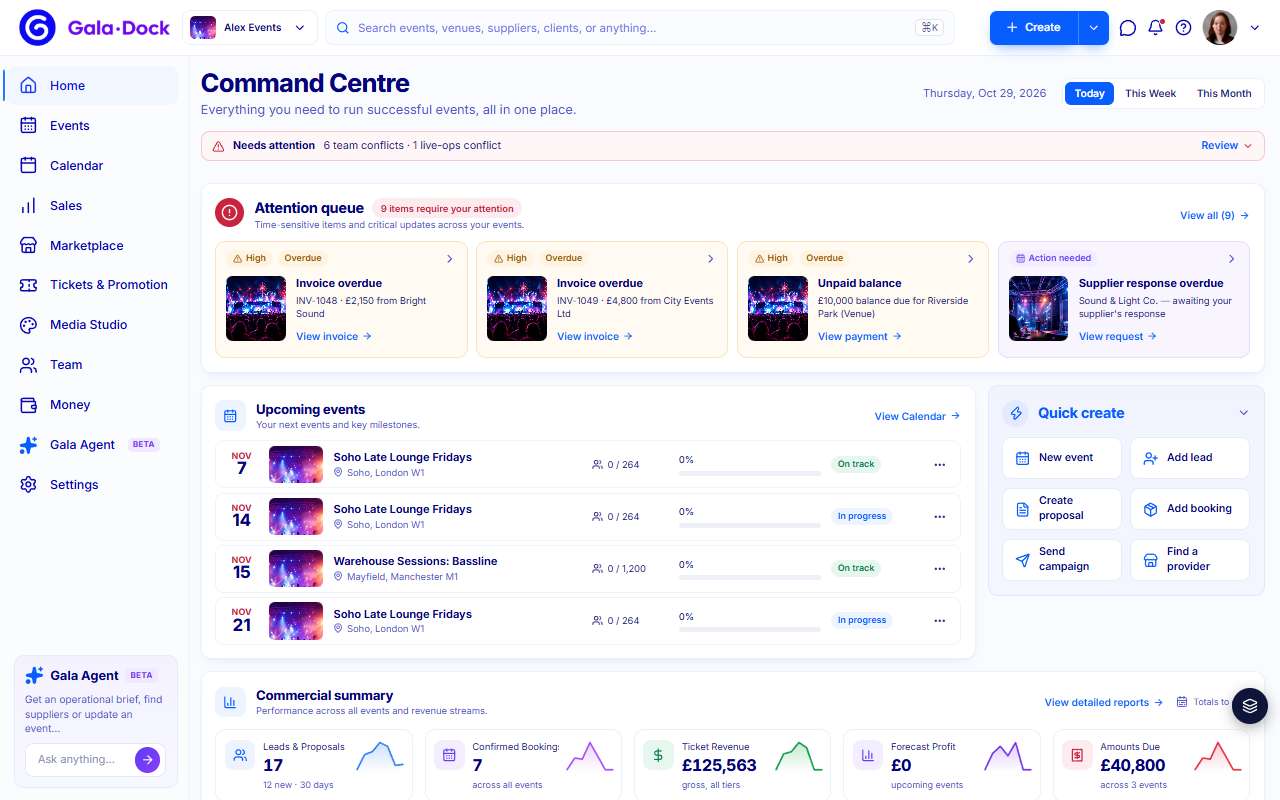 Gala·Dock
Alex Events
Search events, venues, suppliers, clients, or anything...
⌘K
Create
Home
Events
Calendar
Sales
Marketplace
Tickets & Promotion
Media Studio
Team
Money
Gala Agent BETA
Settings
Gala Agent BETA
Get an operational brief, find
suppliers or update an
event...
Ask anything...
Command Centre
Everything you need to run successful events, all in one place.
Thursday, Oct 29, 2026
Today
This Week
This Month
Needs attention 6 team conflicts · 1 live-ops conflict
Review
Attention queue 9 items require your attention
Time-sensitive items and critical updates across your events.
View all (9)
High Overdue
Invoice overdue
INV-1048 · £2,150 from Bright
Sound
View invoice
High Overdue
Invoice overdue
INV-1049 · £4,800 from City Events
Ltd
View invoice
High Overdue
Unpaid balance
£10,000 balance due for Riverside
Park (Venue)
View payment
Action needed
Supplier response overdue
Sound & Light Co. — awaiting your
supplier's response
View request
Upcoming events
Your next events and key milestones.
View Calendar
NOV
7
Soho Late Lounge Fridays
Soho, London W1
0 / 264
0%
On track
NOV
14
Soho Late Lounge Fridays
Soho, London W1
0 / 264
0%
In progress
NOV
15
Warehouse Sessions: Bassline
Mayfield, Manchester M1
0 / 1,200
0%
On track
NOV
21
Soho Late Lounge Fridays
Soho, London W1
0 / 264
0%
In progress
Quick create
New event
Add lead
Create
proposal
Add booking
Send
campaign
Find a
provider
Commercial summary
Performance across all events and revenue streams.
View detailed reports
Totals to
Leads & Proposals
17
12 new · 30 days
Confirmed Bookings
7
across all events
Ticket Revenue
£125,563
gross, all tiers
Forecast Profit
£0
upcoming events
Amounts Due
£40,800
across 3 events